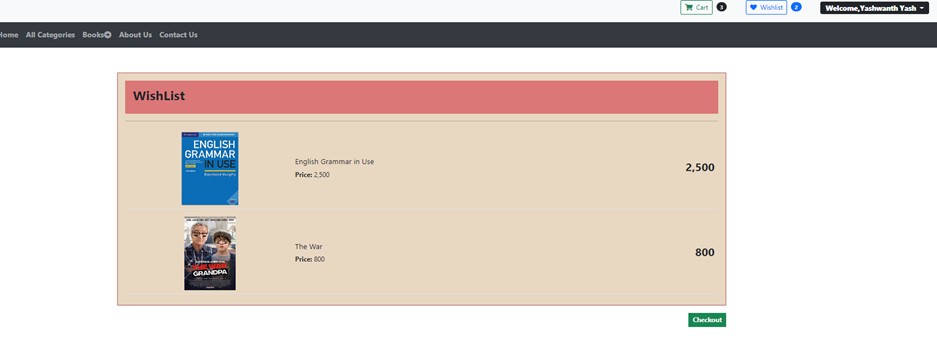 Cart 3 Wishlist 2 Welcome,Yashwanth Yash
Home All Categories Books About Us Contact Us
WishList
ENGLISH
GRAMMAR
IN USE
Raymond Murphy
English Grammar in Use
Price: 2,500
2,500
THE WAR
GRANDPA
The War
Price: 800
800
Checkout